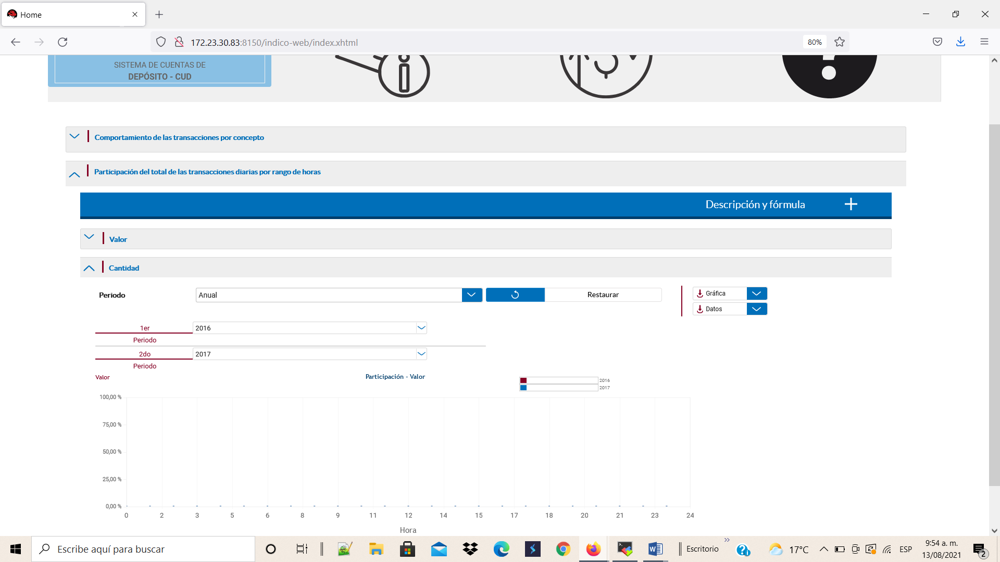 Home
172.23.30.83:8150/indico-web/index.xhtml
80%
SISTEMA DE CUENTAS DE
DEPÓSITO - CUD
Comportamiento de las transacciones por concepto
Participación del total de las transacciones diarias por rango de horas
Descripción y fórmula
Valor
Cantidad
Periodo
Anual
Restaurar
Gráfica
Datos
1er
2016
Periodo
2do
2017
Periodo
Valor
Participación - Valor
2016
2017
100,00 %
75,00 %
50,00 %
25,00 %
0,00 %
0 2 3 5 6 8 9 11 12 14 15 17 18 20 21 23 24
Hora
Escribe aquí para buscar
Escritorio
17°C
ESP
9:54 a. m.
13/08/2021
2